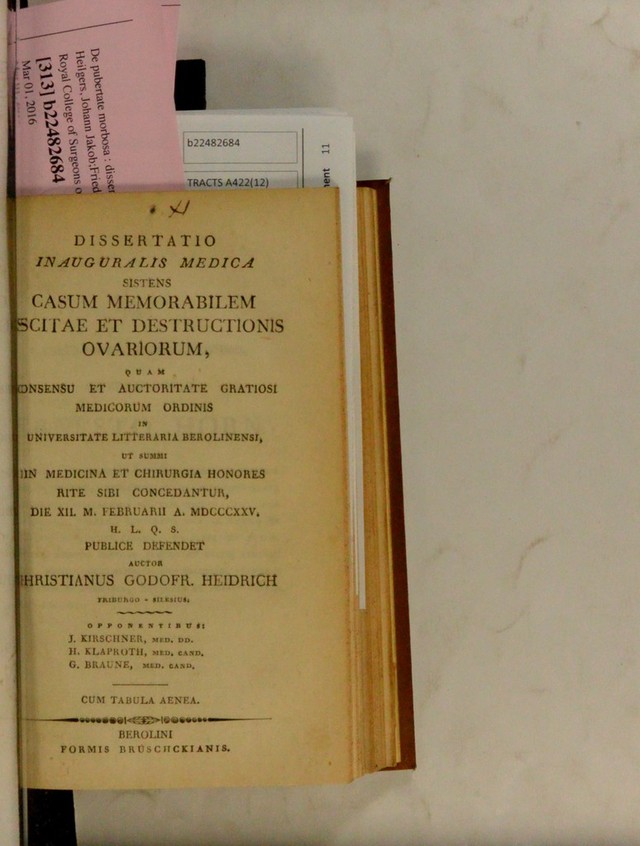 De pubertate morbosa : disser
Heilgers, Johann Jakob;Fried
Royal College of Surgeons o
[313] b22482684
Mar 01, 2016
b22482684
TRACTS A422(12)
11
XI
DISSERTATIO
INAUGURALIS MEDICA
SISTENS
CASUM MEMORABILEM
SCITAE ET DESTRUCTIONIS
OVARIORUM,
QUAM
ONSENSU ET AUCTORITATE GRATIOSI
MEDICORUM ORDINIS
IN
UNIVERSITATE LITTERARIA BEROLINENSI,
UT SUMMI
IN MEDICINA ET CHIRURGIA HONORES
RITE SIBI CONCEDANTUR,
DIE XII. M. FEBRUARII A. MDCCCXXV.
H. L. Q. S.
PUBLICE DEFENDET
AUCTOR
HRISTIANUS GODOFR. HEIDRICH
FRIBURGO - SILESIUS.
OPPONENTIBUS:
J. KIRSCHNER, MED. DD.
H. KLAPROTH, MED. CAND.
G. BRAUNE, MED. CAND.
CUM TABULA AENEA.
BEROLINI
FORMIS BRÜSCHCKIANIS.